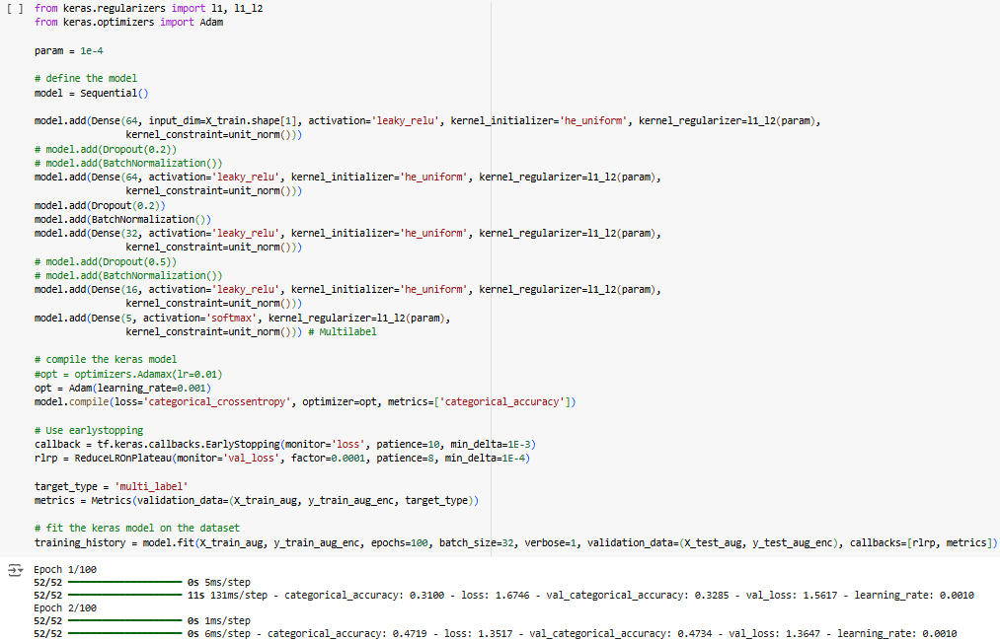 [ ] from keras.regularizers import l1, l1_l2
from keras.optimizers import Adam
param = 1e-4
# define the model
model = Sequential()
model.add(Dense(64, input_dim=X_train.shape[1], activation='leaky_relu', kernel_initializer='he_uniform', kernel_regularizer=l1_l2(param),
kernel_constraint=unit_norm()))
# model.add(Dropout(0.2))
# model.add(BatchNormalization())
model.add(Dense(64, activation='leaky_relu', kernel_initializer='he_uniform', kernel_regularizer=l1_l2(param),
kernel_constraint=unit_norm()))
model.add(Dropout(0.2))
model.add(BatchNormalization())
model.add(Dense(32, activation='leaky_relu', kernel_initializer='he_uniform', kernel_regularizer=l1_l2(param),
kernel_constraint=unit_norm()))
# model.add(Dropout(0.5))
# model.add(BatchNormalization())
model.add(Dense(16, activation='leaky_relu', kernel_initializer='he_uniform', kernel_regularizer=l1_l2(param),
kernel_constraint=unit_norm()))
model.add(Dense(5, activation='softmax', kernel_regularizer=l1_l2(param),
kernel_constraint=unit_norm())) # Multilabel
# compile the keras model
#opt = optimizers.Adamax(lr=0.01)
opt = Adam(learning_rate=0.001)
model.compile(loss='categorical_crossentropy', optimizer=opt, metrics=['categorical_accuracy'])
# Use earlystopping
callback = tf.keras.callbacks.EarlyStopping(monitor='loss', patience=10, min_delta=1E-3)
rlrp = ReduceLROnPlateau(monitor='val_loss', factor=0.0001, patience=8, min_delta=1E-4)
target_type = 'multi_label'
metrics = Metrics(validation_data=(X_train_aug, y_train_aug_enc, target_type))
# fit the keras model on the dataset
training_history = model.fit(X_train_aug, y_train_aug_enc, epochs=100, batch_size=32, verbose=1, validation_data=(X_test_aug, y_test_aug_enc), callbacks=[rlrp, metrics])
Epoch 1/100
52/52 0s 5ms/step
52/52 11s 131ms/step - categorical_accuracy: 0.3100 - loss: 1.6746 - val_categorical_accuracy: 0.3285 - val_loss: 1.5617 - learning_rate: 0.0010
Epoch 2/100
52/52 0s 1ms/step
52/52 0s 6ms/step - categorical_accuracy: 0.4719 - loss: 1.3517 - val_categorical_accuracy: 0.4734 - val_loss: 1.3647 - learning_rate: 0.0010